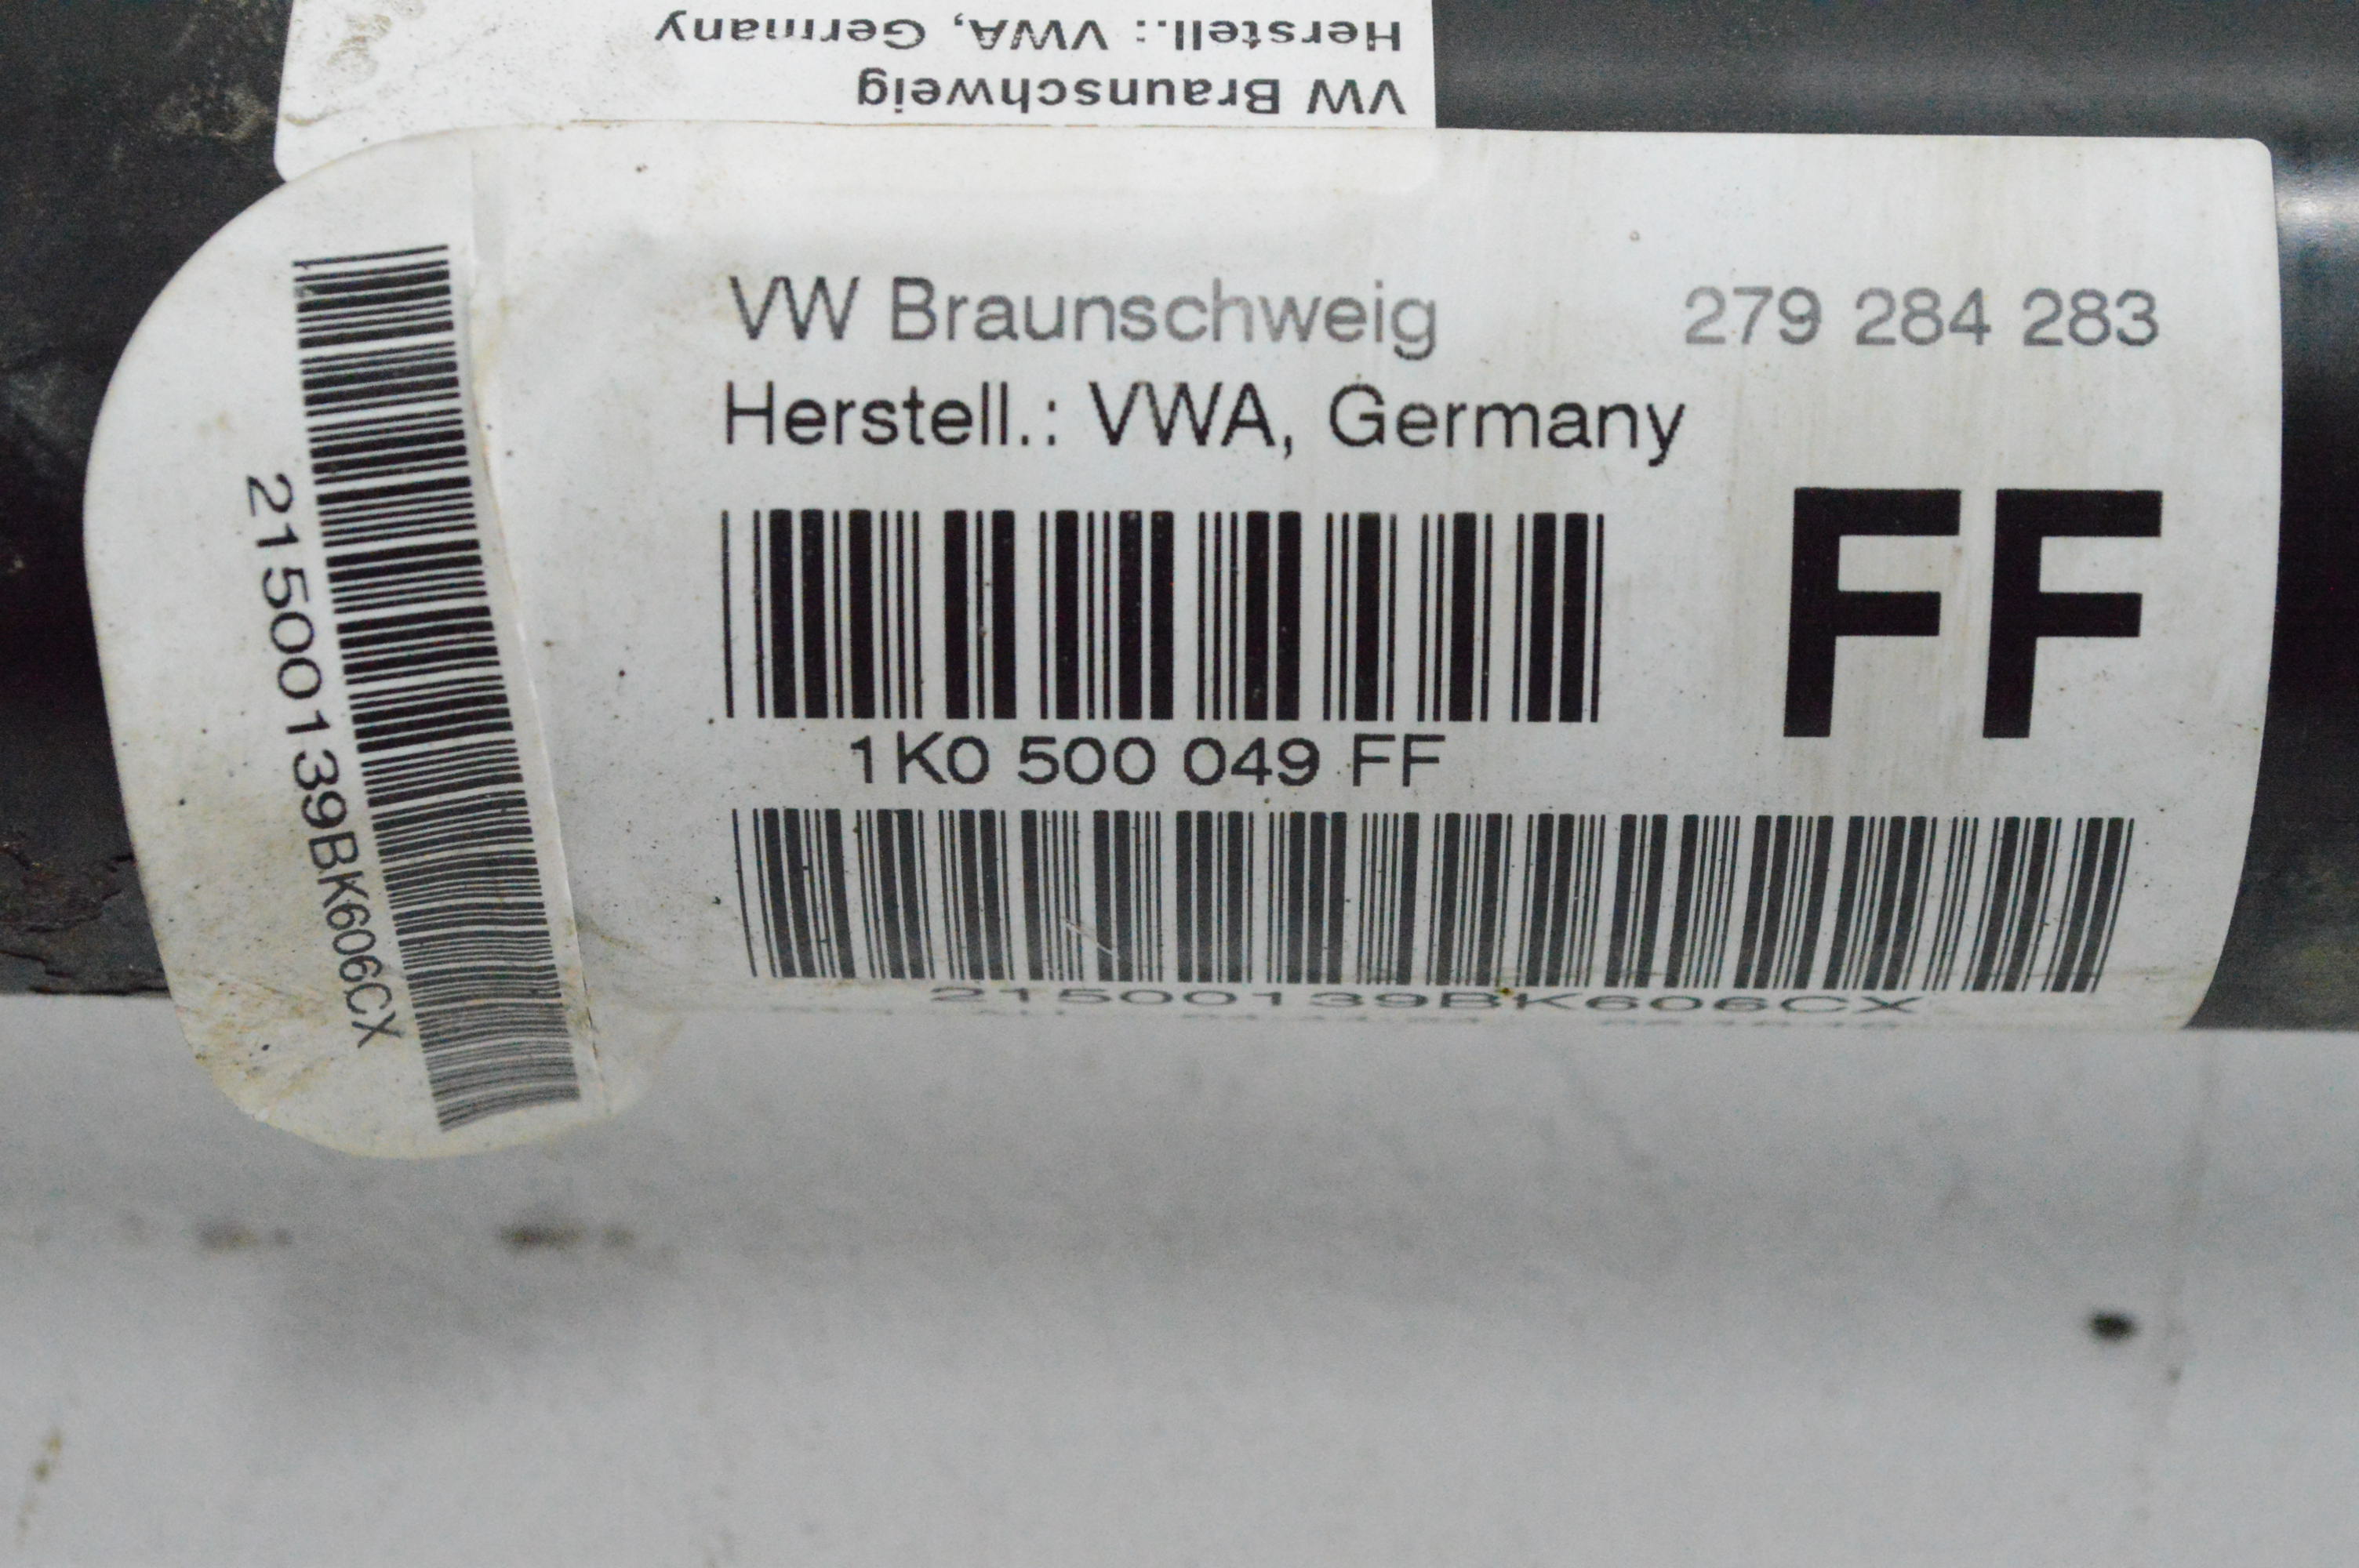 Herstell.: VWA, Germany
VW Braunschweig
VW Braunschweig 279 284 283
Herstell.: VWA, Germany
FF
1K0 500 049 FF
21500139BK606CX
21500139BK606CX